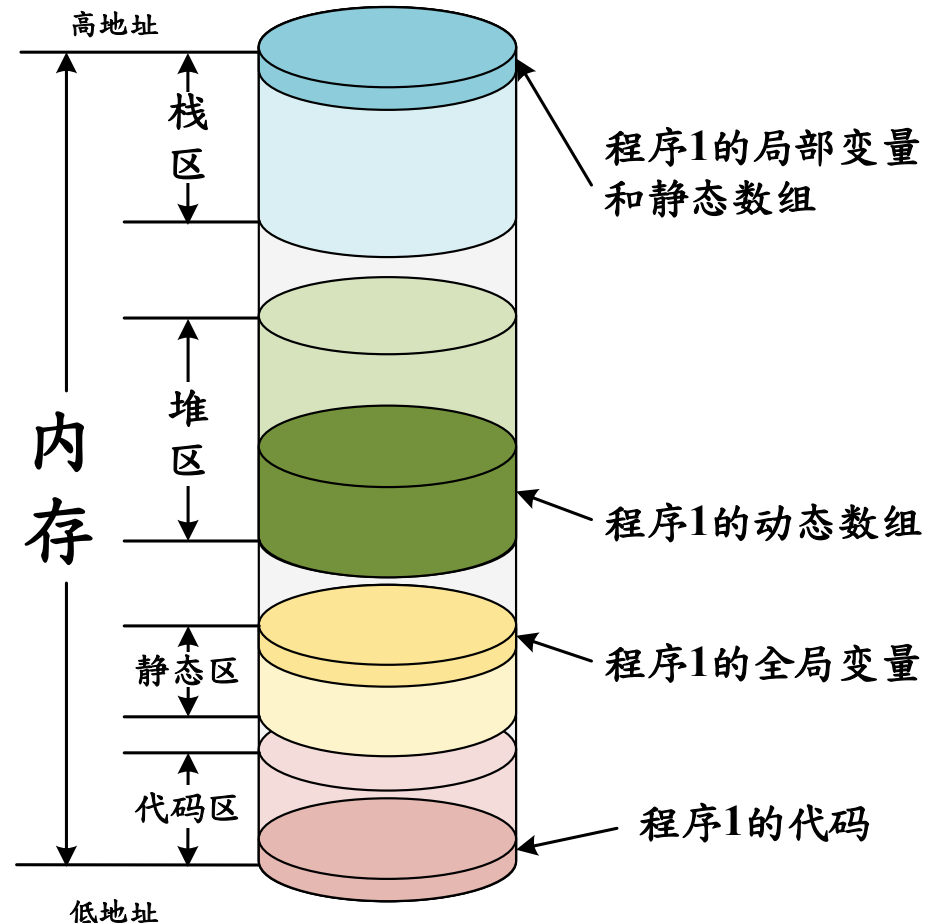 高地址
栈
区
程序1的局部变量
和静态数组
堆
区
内
存
程序1的动态数组
静态区
程序1的全局变量
代码区
程序1的代码
低地址